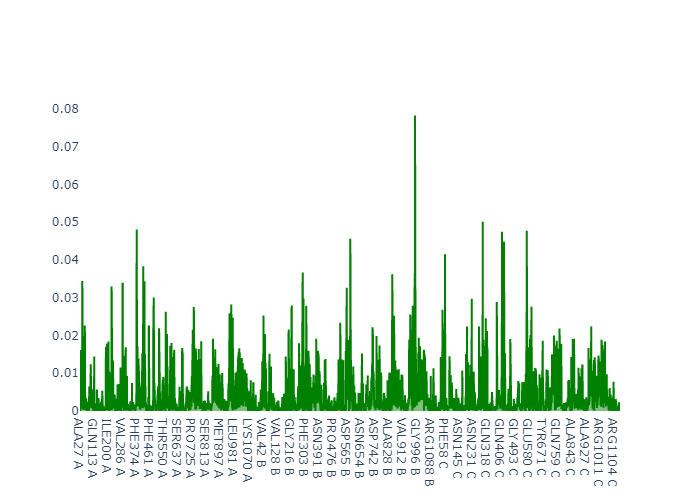 0.08
0.07
0.06
0.05
0.04
0.03
0.02
0.01
0
ALA27 A
GLN113 A
ILE200 A
VAL286 A
PHE374 A
PHE461 A
THR550 A
SER637 A
PRO725 A
SER813 A
MET897 A
LEU981 A
LYS1070 A
VAL42 B
VAL128 B
GLY216 B
PHE303 B
ASN391 B
PRO476 B
ASP565 B
ASN654 B
ASP742 B
ALA828 B
VAL912 B
GLY996 B
ARG1088 B
PHE58 C
ASN145 C
ASN231 C
GLN318 C
GLN406 C
GLY493 C
GLU580 C
TYR671 C
GLN759 C
ALA843 C
ALA927 C
ARG1011 C
ARG1104 C